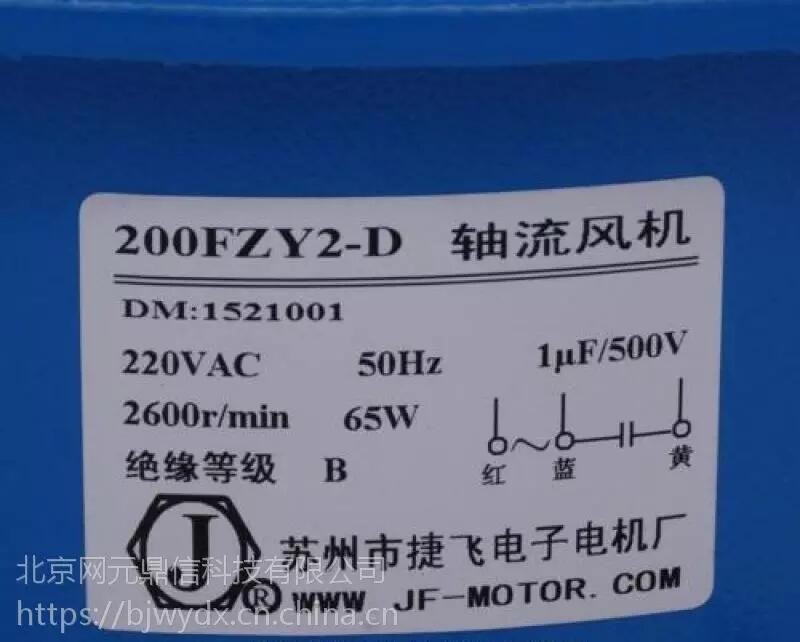 200FZY2-D 轴流风机
DM:1521001
220VAC 50Hz 1μF/500V
2600r/min 65W
红 蓝 黄
绝缘等级 B
J 苏州市捷飞电子电机厂
® WWW JF-MOTOR.COM
北京网元鼎信科技有限公司
https://bjwydx.cn.china.cn